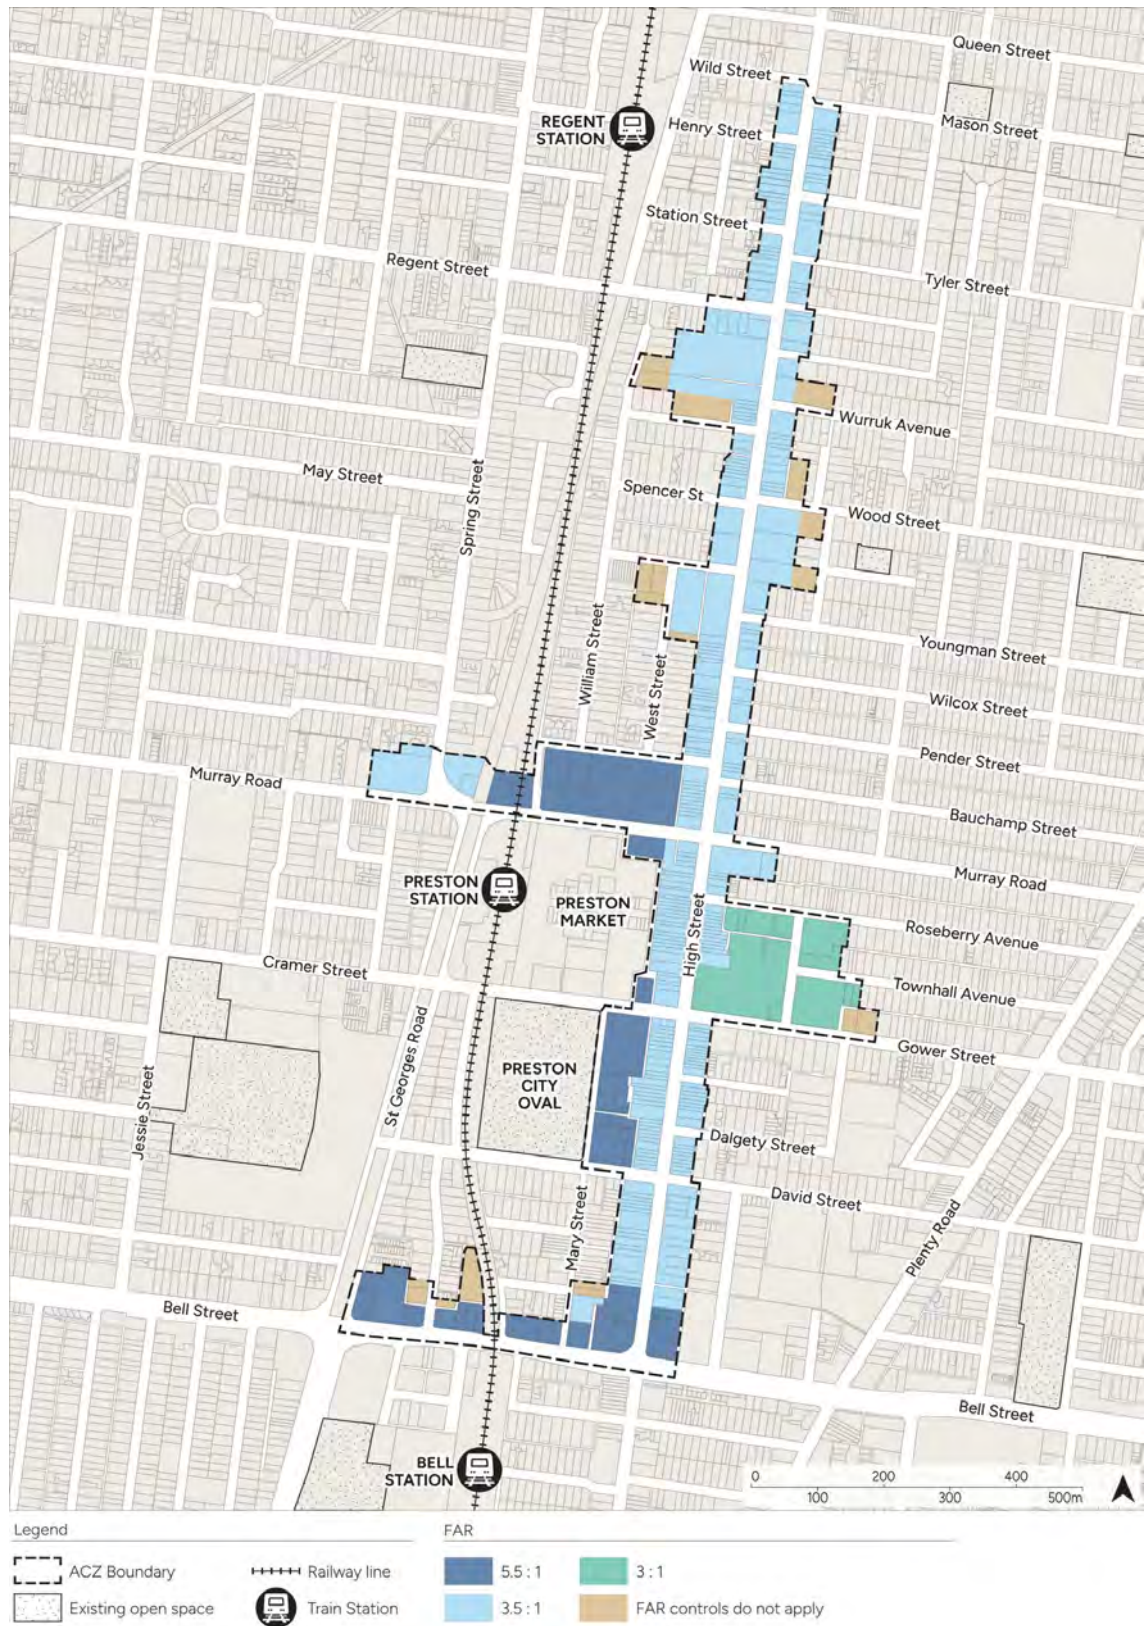 Queen Street
Wild Street
REGENT
STATION
Henry Street
Mason Street
Station Street
Regent Street
Tyler Street
Wurruk Avenue
May Street
Spring Street
Spencer St
Wood Street
William Street
West Street
Youngman Street
Wilcox Street
Pender Street
Murray Road
Bauchamp Street
PRESTON
STATION
PRESTON
MARKET
High Street
Murray Road
Roseberry Avenue
Cramer Street
Townhall Avenue
Gower Street
St Georges Road
PRESTON
CITY
OVAL
Jessie Street
Dalgety Street
David Street
Mary Street
Plenty Road
Bell Street
Bell Street
BELL
STATION
0 200 400
100 300 500m
Legend
ACZ Boundary
Existing open space
Railway line
Train Station
FAR
5.5 : 1
3.5 : 1
3 : 1
FAR controls do not apply